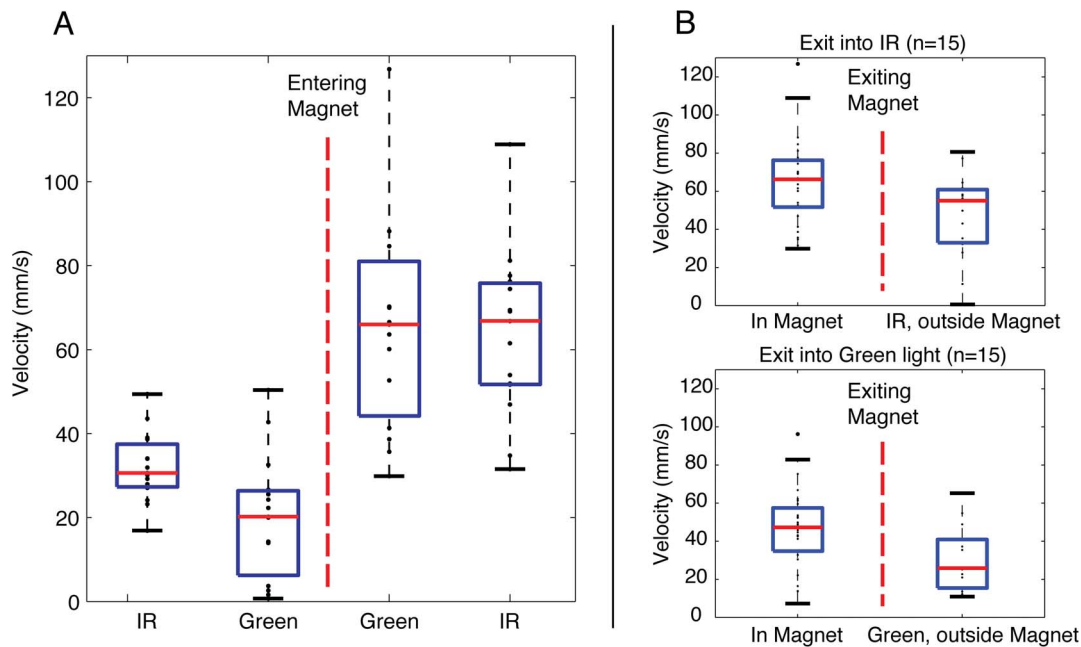 A
Velocity (mm/s)
120
100
80
60
40
20
0
Entering
Magnet
IR Green Green IR
B
Exit into IR (n=15)
Velocity (mm/s)
120
100
80
60
40
20
0
Exiting
Magnet
In Magnet IR, outside Magnet
Exit into Green light (n=15)
Velocity (mm/s)
120
100
80
60
40
20
0
Exiting
Magnet
In Magnet Green, outside Magnet